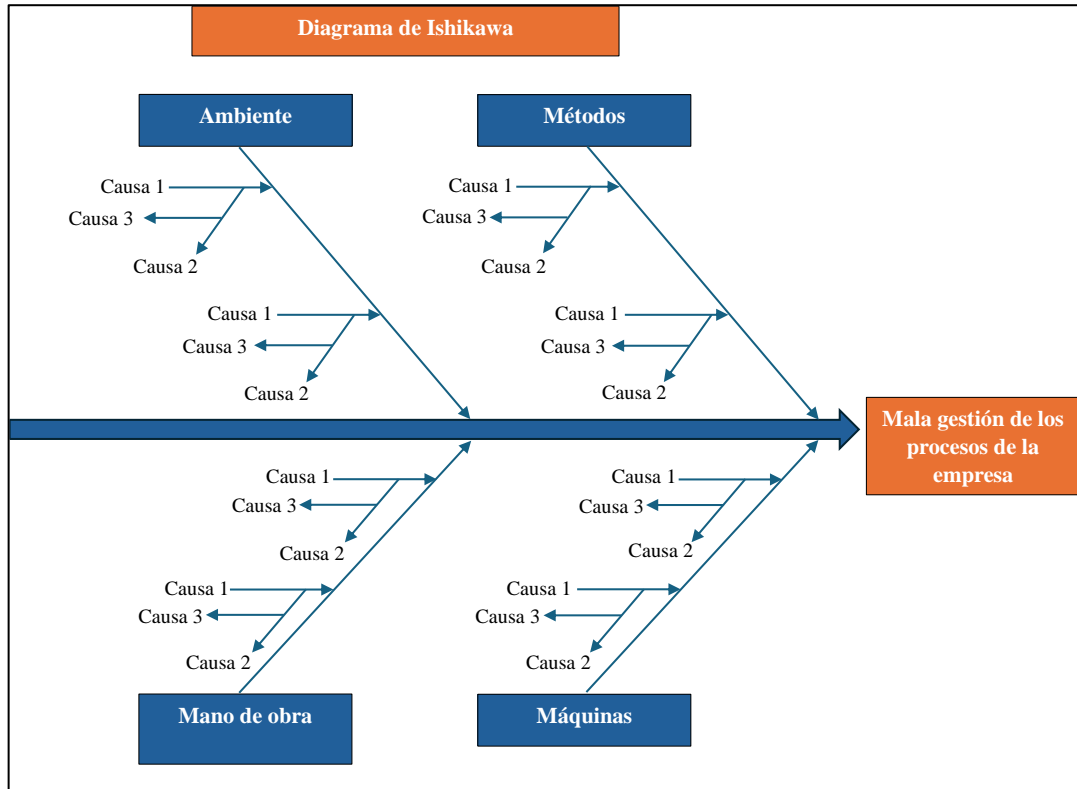 Diagrama de Ishikawa
Ambiente
Métodos
Causa 1
Causa 3
Causa 2
Causa 1
Causa 3
Causa 2
Causa 1
Causa 3
Causa 2
Causa 1
Causa 3
Causa 2
Mala gestión de los
procesos de la
empresa
Causa 1
Causa 3
Causa 2
Causa 1
Causa 3
Causa 2
Causa 1
Causa 3
Causa 2
Causa 1
Causa 3
Causa 2
Mano de obra
Máquinas